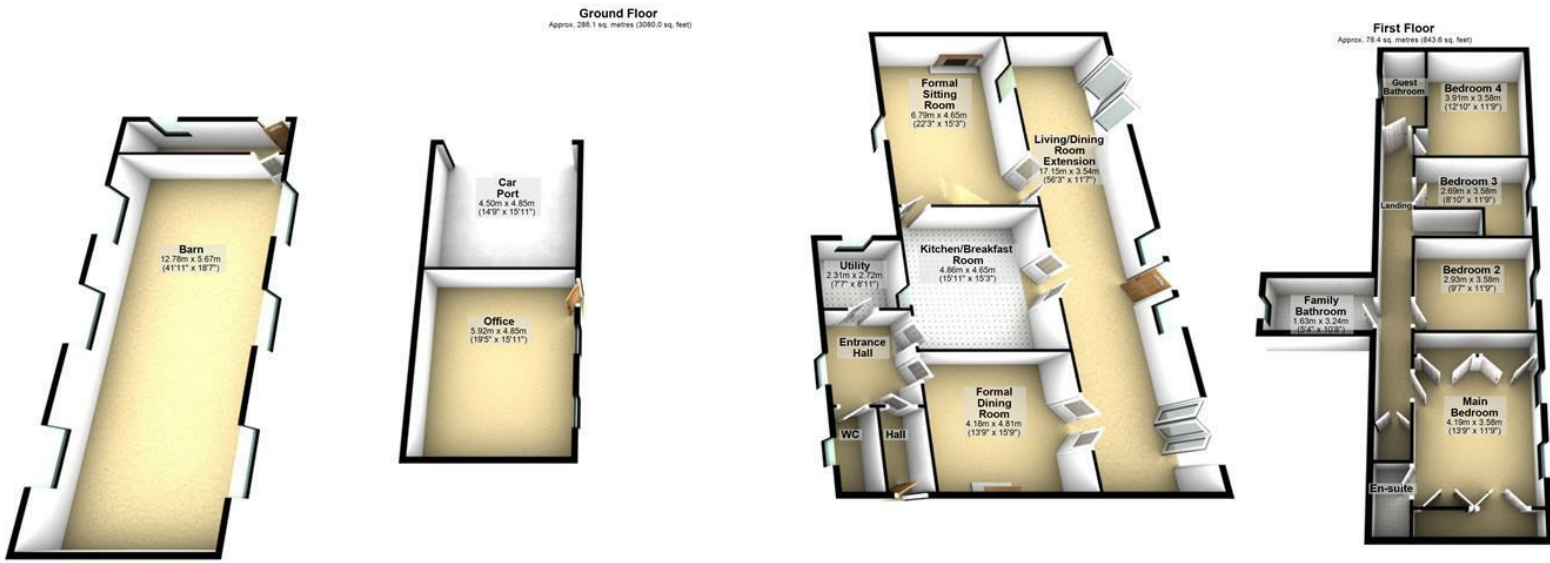 Ground Floor
Approx. 286.1 sq. metres (3080.0 sq. feet)
First Floor
Approx. 78.4 sq. metres (843.6 sq. feet)
Barn
12.78m x 5.67m
(41'11" x 18'7")
Car
Port
4.50m x 4.85m
(14'9" x 15'11")
Office
5.92m x 4.85m
(19'5" x 15'11")
Formal
Sitting
Room
6.79m x 4.65m
(22'3" x 15'3")
Living/Dining
Room
Extension
17.15m x 3.54m
(56'3" x 11'7")
Kitchen/Breakfast
Room
4.86m x 4.65m
(15'11" x 15'3")
Utility
2.31m x 2.72m
(7'7" x 8'11")
Entrance
Hall
Formal
Dining
Room
4.18m x 4.81m
(13'9" x 15'9")
WC
Hall
Guest
Bathroom
Bedroom 4
3.91m x 3.58m
(12'10" x 11'9")
Bedroom 3
2.69m x 3.58m
(8'10" x 11'9")
Landing
Bedroom 2
2.93m x 3.58m
(9'7" x 11'9")
Family
Bathroom
1.63m x 3.24m
(5'4" x 10'8")
Main
Bedroom
4.19m x 3.58m
(13'9" x 11'9")
En-suite